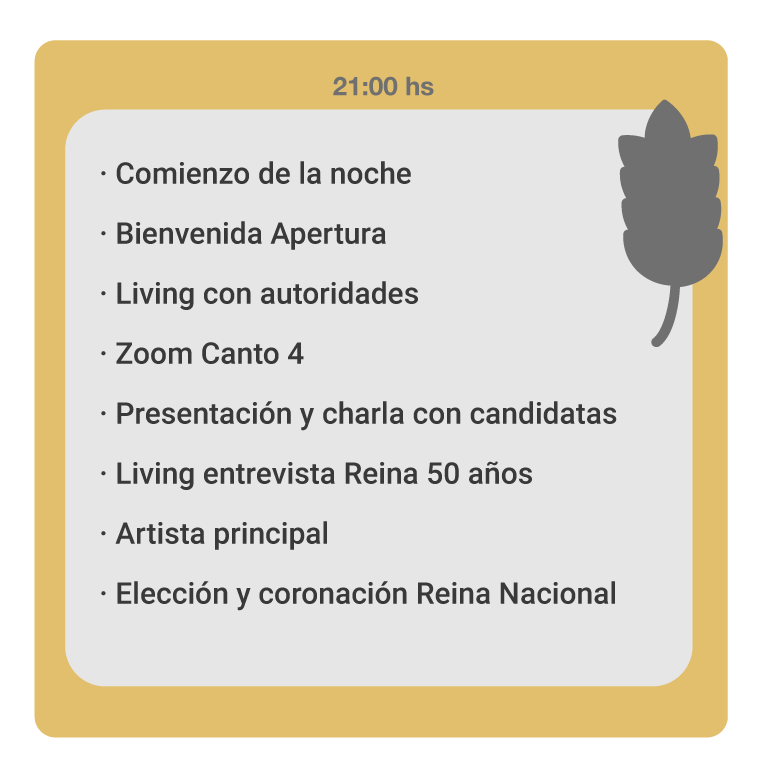 21:00 hs
· Comienzo de la noche
· Bienvenida Apertura
· Living con autoridades
· Zoom Canto 4
· Presentación y charla con candidatas
· Living entrevista Reina 50 años
· Artista principal
· Elección y coronación Reina Nacional